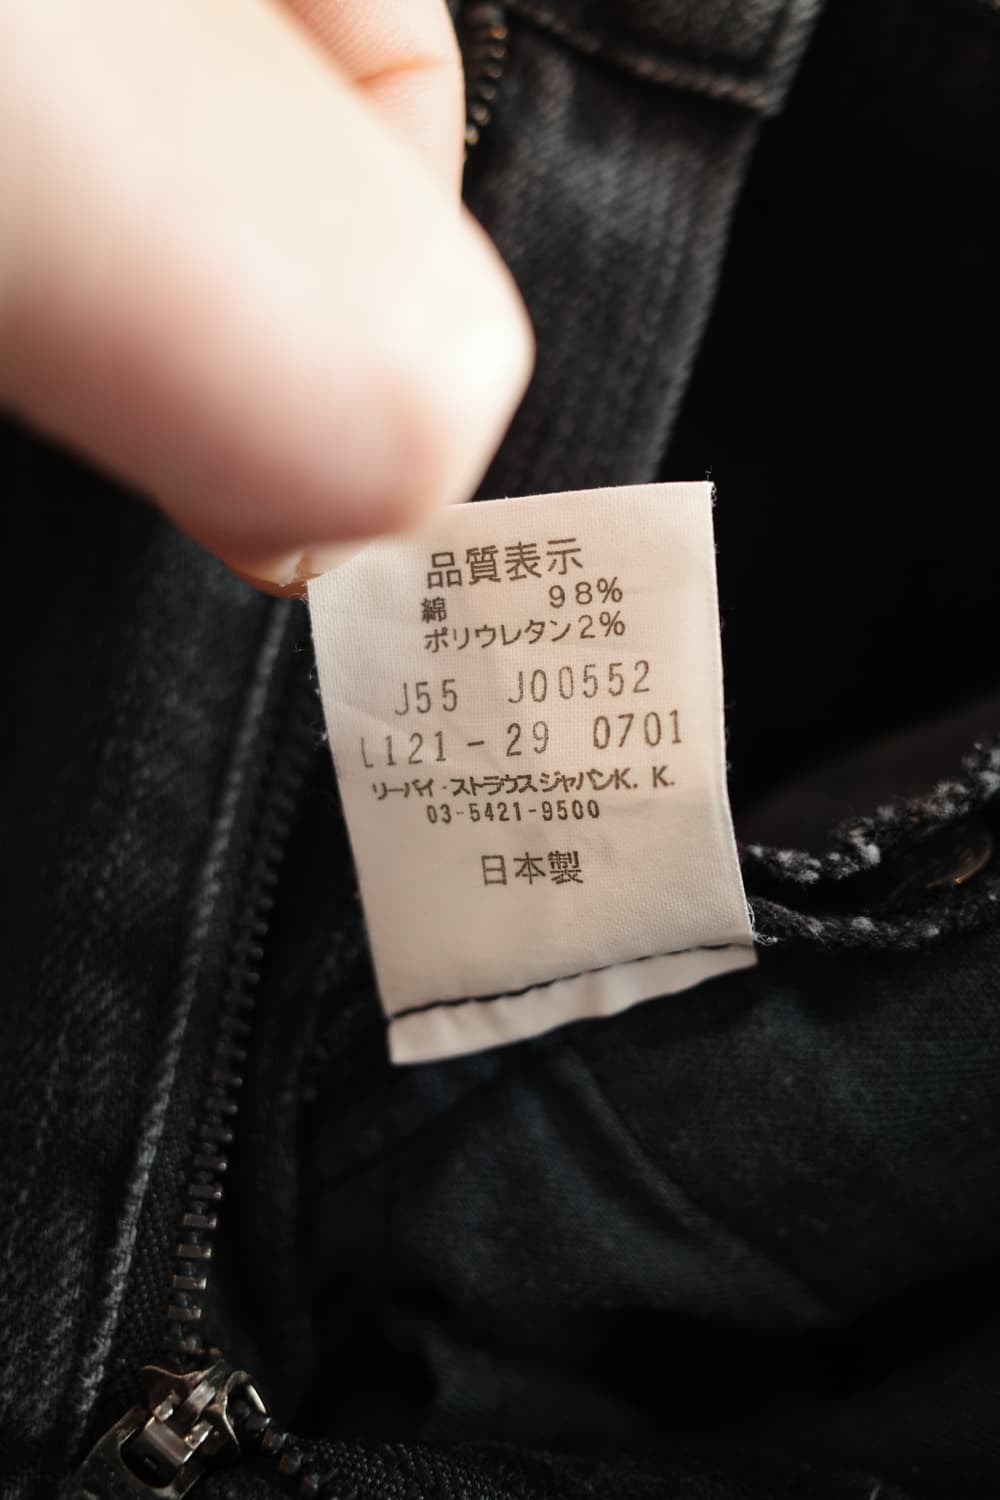 品質表示
綿 98%
ポリウレタン2%
J55 J00552
L121-29 0701
リーバイ・ストラウスジャパンK. K.
03-5421-9500
日本製